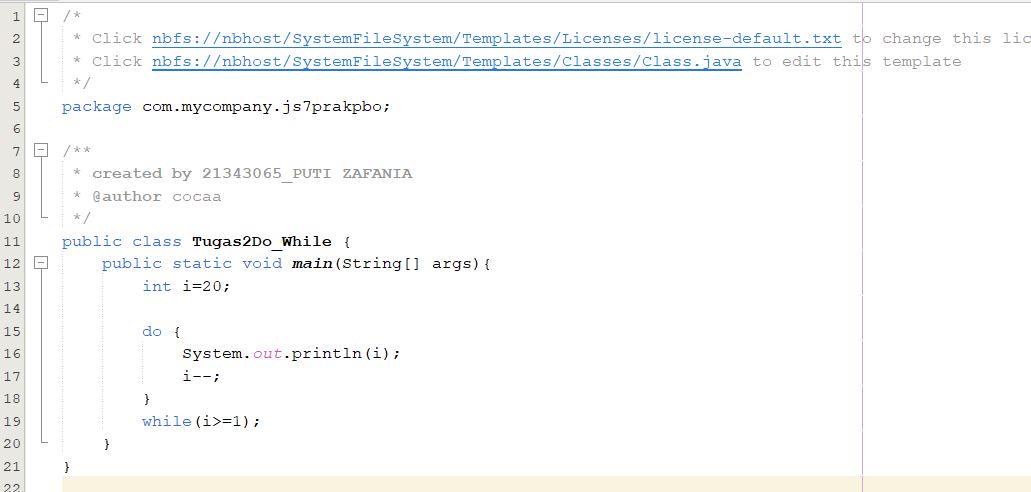 1 /*
2 * Click nbfs://nbhost/SystemFileSystem/Templates/Licenses/license-default.txt to change this lic
3 * Click nbfs://nbhost/SystemFileSystem/Templates/Classes/Class.java to edit this template
4 */
5 package com.mycompany.js7prakpbo;
6
7 /**
8 * created by 21343065_PUTI ZAFANIA
9 * @author cocaa
10 */
11 public class Tugas2Do_While {
12 public static void main(String[] args){
13 int i=20;
14
15 do {
16 System.out.println(i);
17 i--;
18 }
19 while(i>=1);
20 }
21 }
22